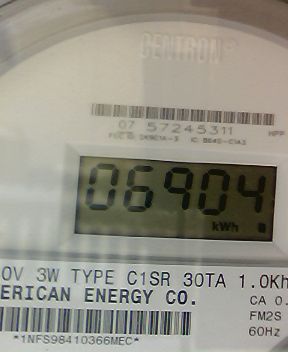 CENTRON®
07 57245311
HPP
06904
kWh
0V 3W TYPE C1SR 30TA 1.0Kh
ERICAN ENERGY CO.
CA 0.
FM2S
60Hz
*1NFS98410366MEC*